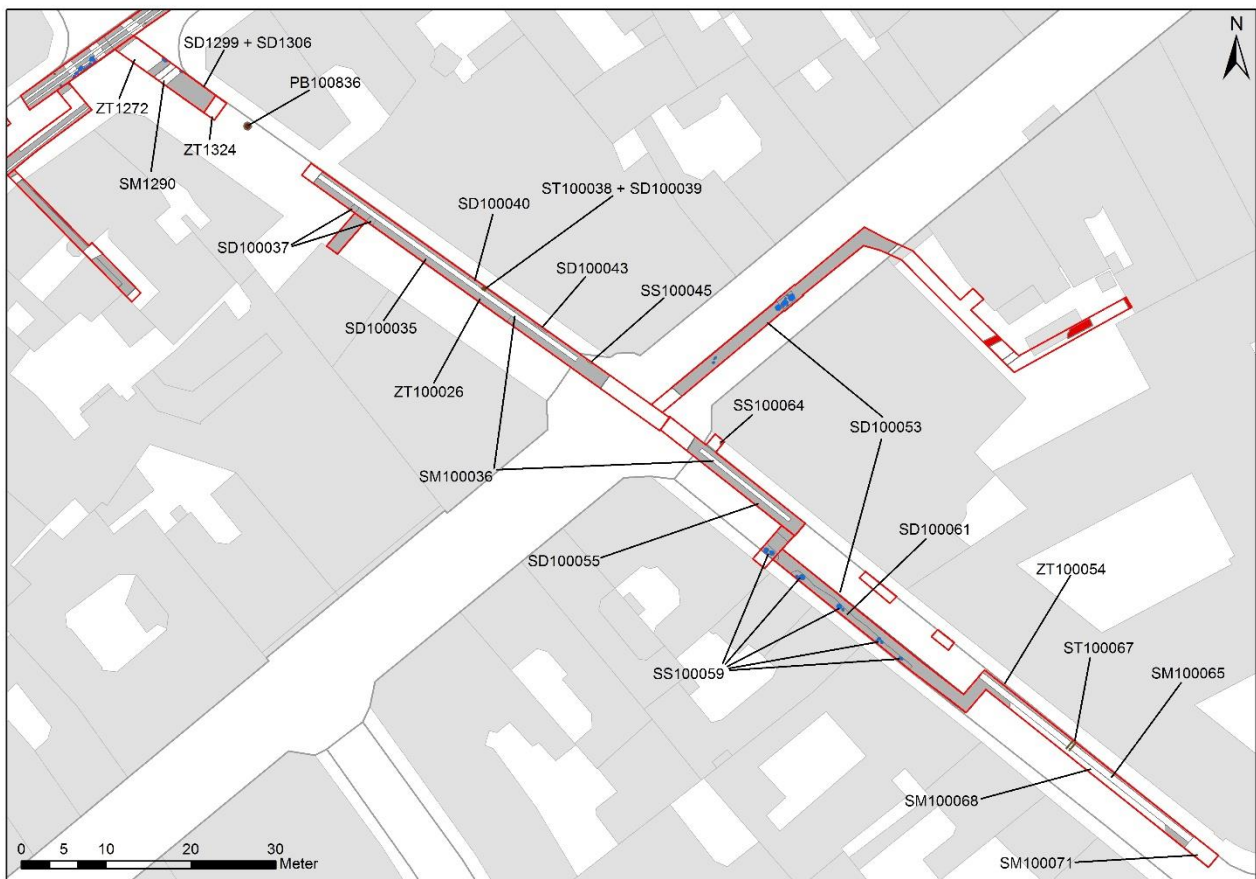 N
SD1299 + SD1306
PB100836
ZT1272
ZT1324
SM1290
ST100038 + SD100039
SD100040
SD100037
SD100043
SS100045
SD100035
ZT100026
SS100064
SD100053
SM100036
SD100061
SD100055
ZT100054
ST100067
SS100059
SM100065
SM100068
SM100071
0 5 10 20 30
Meter